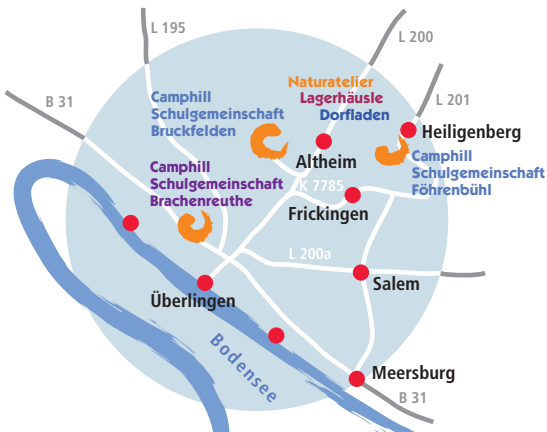 L 195
L 200
B 31
L 201
Naturatelier
Lagerhäusle
Dorfladen
Camphill
Schulgemeinschaft
Bruckfelden
Heiligenberg
Altheim
Camphill
Schulgemeinschaft
Föhrenbühl
Camphill
Schulgemeinschaft
Brachenreuthe
K 7785
Frickingen
L 200a
Salem
Überlingen
Bodensee
Meersburg
B 31